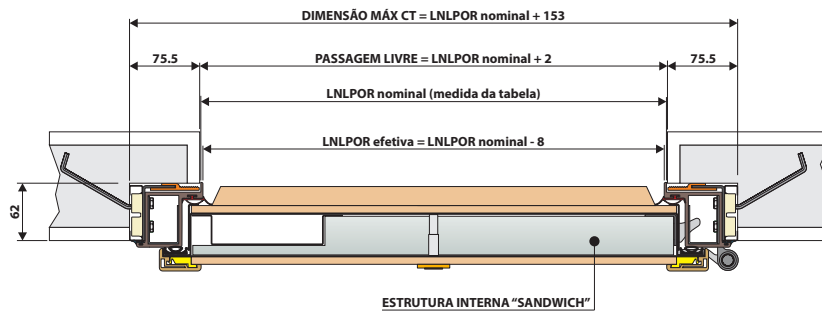 DIMENSÃO MÁX CT = LNLPOR nominal + 153
75.5
PASSAGEM LIVRE = LNLPOR nominal + 2
75.5
LNLPOR nominal (medida da tabela)
LNLPOR efetiva = LNLPOR nominal - 8
62
ESTRUTURA INTERNA “SANDWICH”